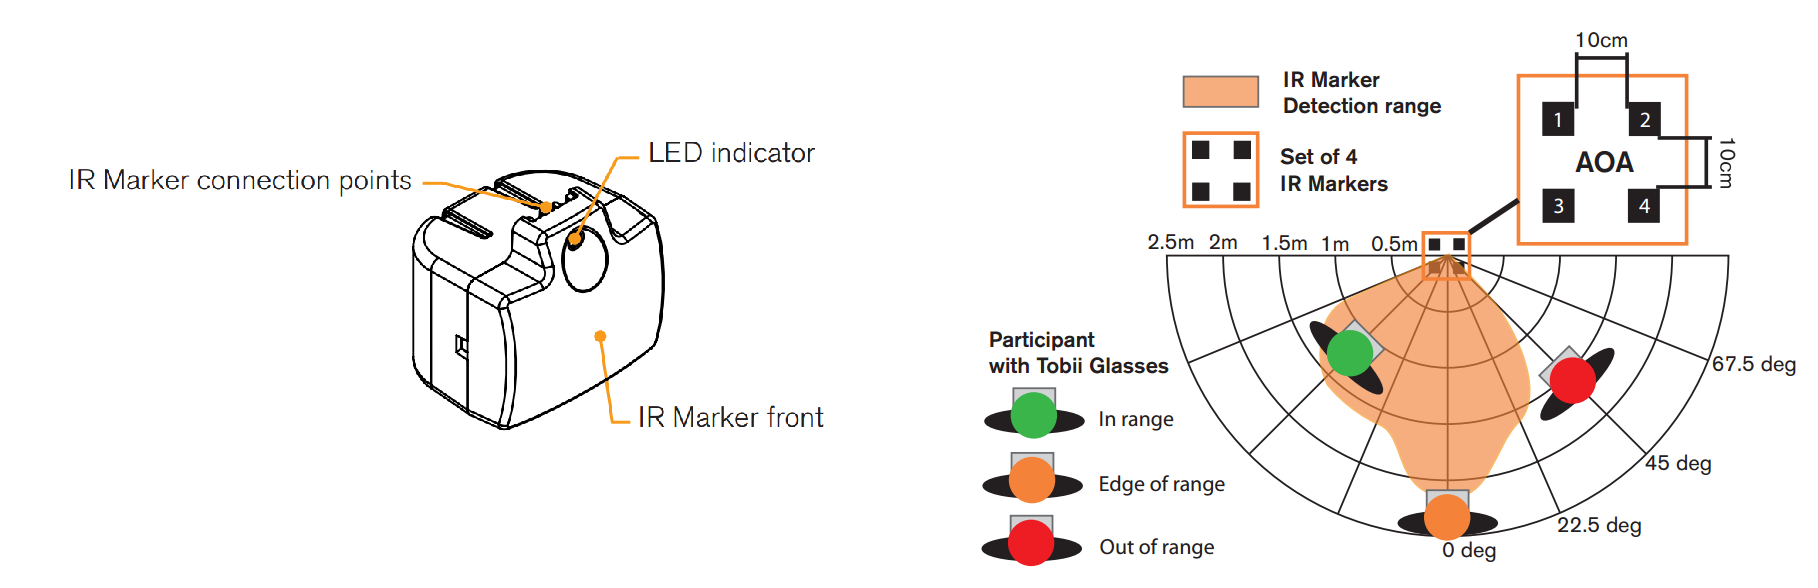 IR Marker connection points
LED indicator
IR Marker front
IR Marker
Detection range
Set of 4
IR Markers
10cm
1
2
AOA
10cm
3
4
2.5m
2m
1.5m
1m
0.5m
Participant
with Tobii Glasses
In range
Edge of range
Out of range
67.5 deg
45 deg
22.5 deg
0 deg